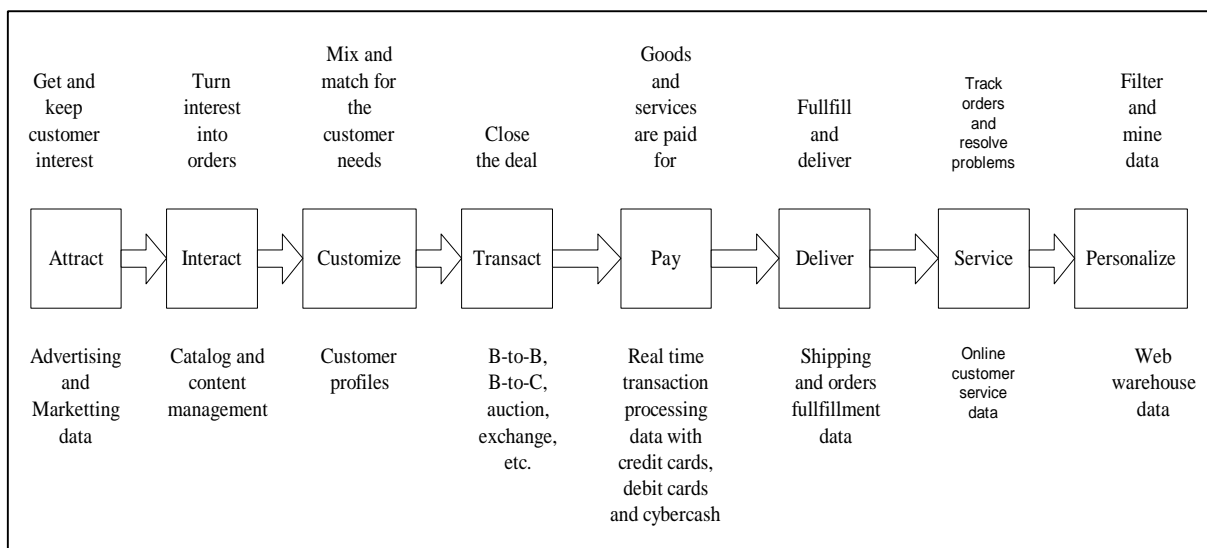 Get and
keep
customer
interest
Turn
interest
into
orders
Mix and
match for
the
customer
needs
Close
the deal
Goods
and
services
are paid
for
Fullfill
and
deliver
Track
orders
and
resolve
problems
Filter
and
mine
data
Attract
Interact
Customize
Transact
Pay
Deliver
Service
Personalize
Advertising
and
Marketting
data
Catalog and
content
management
Customer
profiles
B-to-B,
B-to-C,
auction,
exchange,
etc.
Real time
transaction
processing
data with
credit cards,
debit cards
and cybercash
Shipping
and orders
fullfillment
data
Online
customer
service
data
Web
warehouse
data